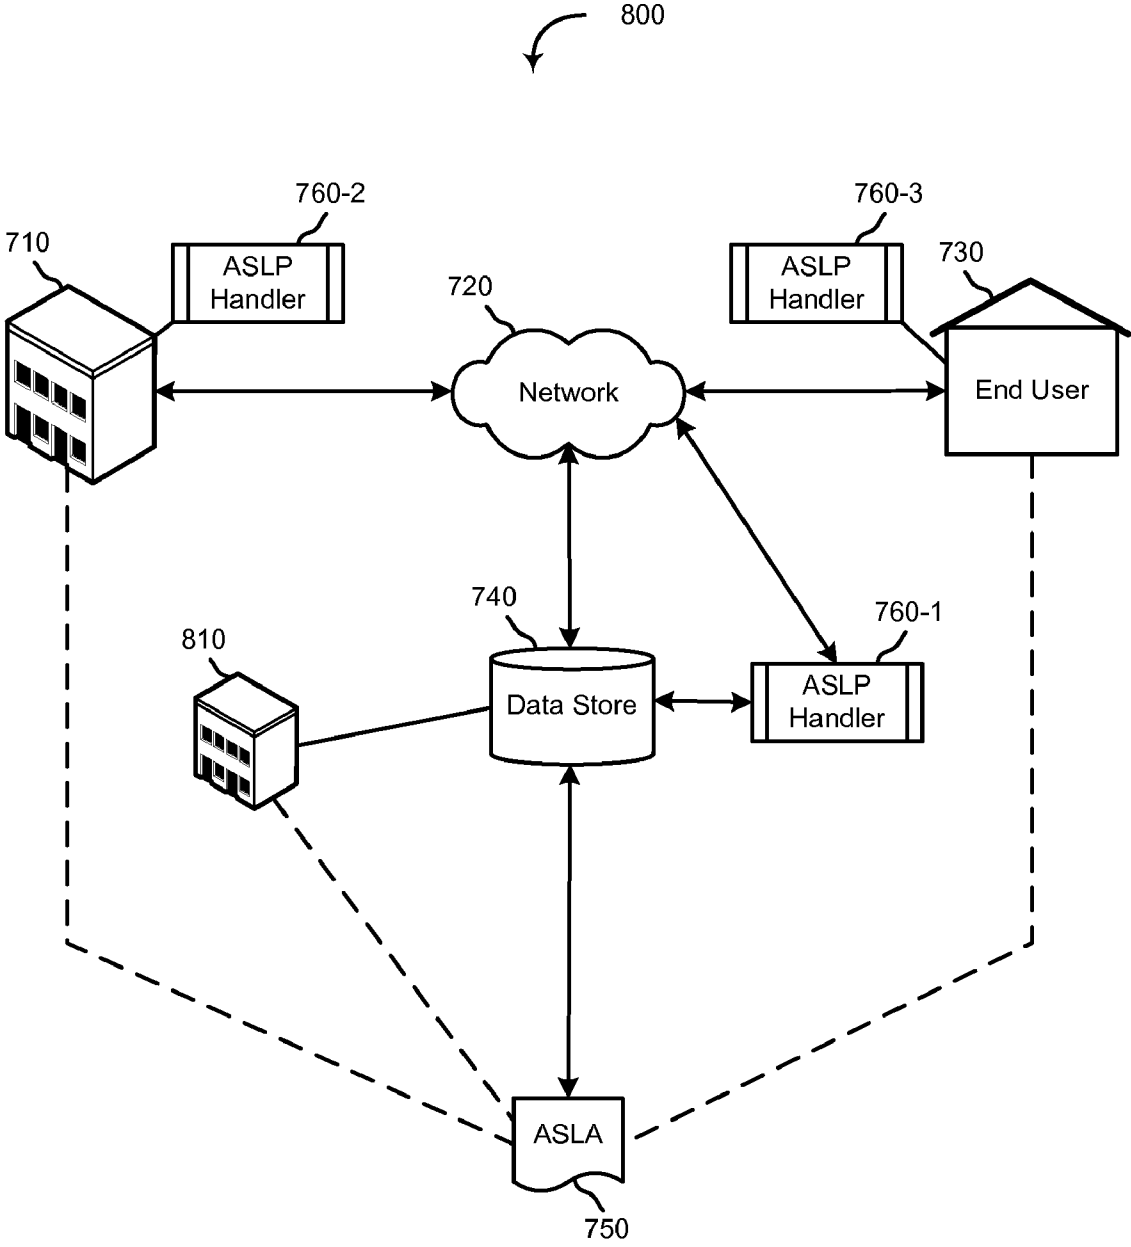 800
760-2
760-3
710
ASLP
Handler
720
ASLP
Handler
730
Network
End User
740
760-1
810
Data Store
ASLP
Handler
ASLA
750